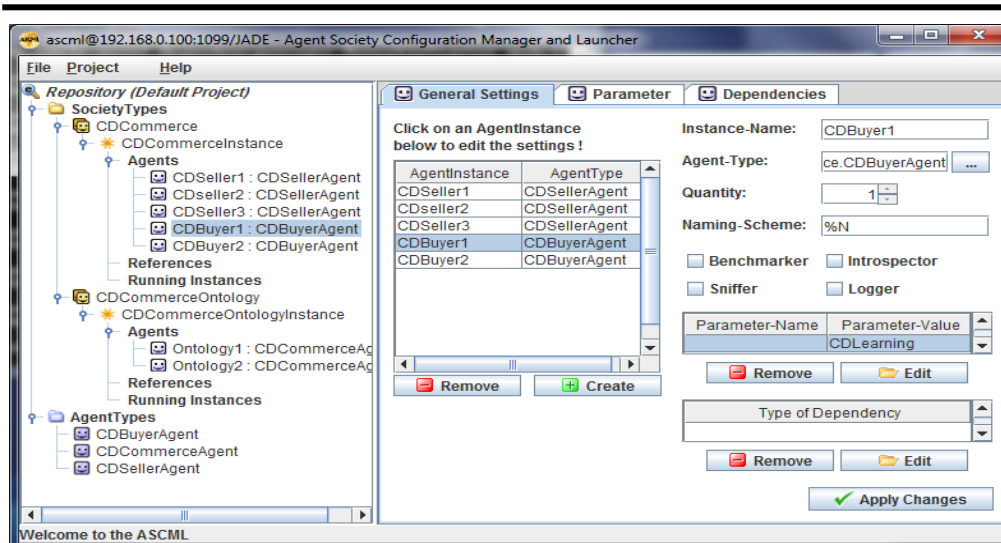 ascml@192.168.0.100:1099/JADE - Agent Society Configuration Manager and Launcher
File Project Help
Repository (Default Project)
SocietyTypes
CDCommerce
CDCommerceInstance
Agents
CDSeller1 : CDSellerAgent
CDseller2 : CDSellerAgent
CDSeller3 : CDSellerAgent
CDBuyer1 : CDBuyerAgent
CDBuyer2 : CDBuyerAgent
References
Running Instances
CDCommerceOntology
CDCommerceOntologyInstance
Agents
Ontology1 : CDCommerceAg
Ontology2 : CDCommerceAg
References
Running Instances
AgentTypes
CDBuyerAgent
CDCommerceAgent
CDSellerAgent
General Settings Parameter Dependencies
Click on an AgentInstance
below to edit the settings !
AgentInstance AgentType
CDSeller1 CDSellerAgent
CDseller2 CDSellerAgent
CDSeller3 CDSellerAgent
CDBuyer1 CDBuyerAgent
CDBuyer2 CDBuyerAgent
Remove Create
Instance-Name: CDBuyer1
Agent-Type: ce.CDBuyerAgent ...
Quantity: 1
Naming-Scheme: %N
Benchmarker Introspector
Sniffer Logger
Parameter-Name Parameter-Value
CDLearning
Remove Edit
Type of Dependency
Remove Edit
Apply Changes
Welcome to the ASCML